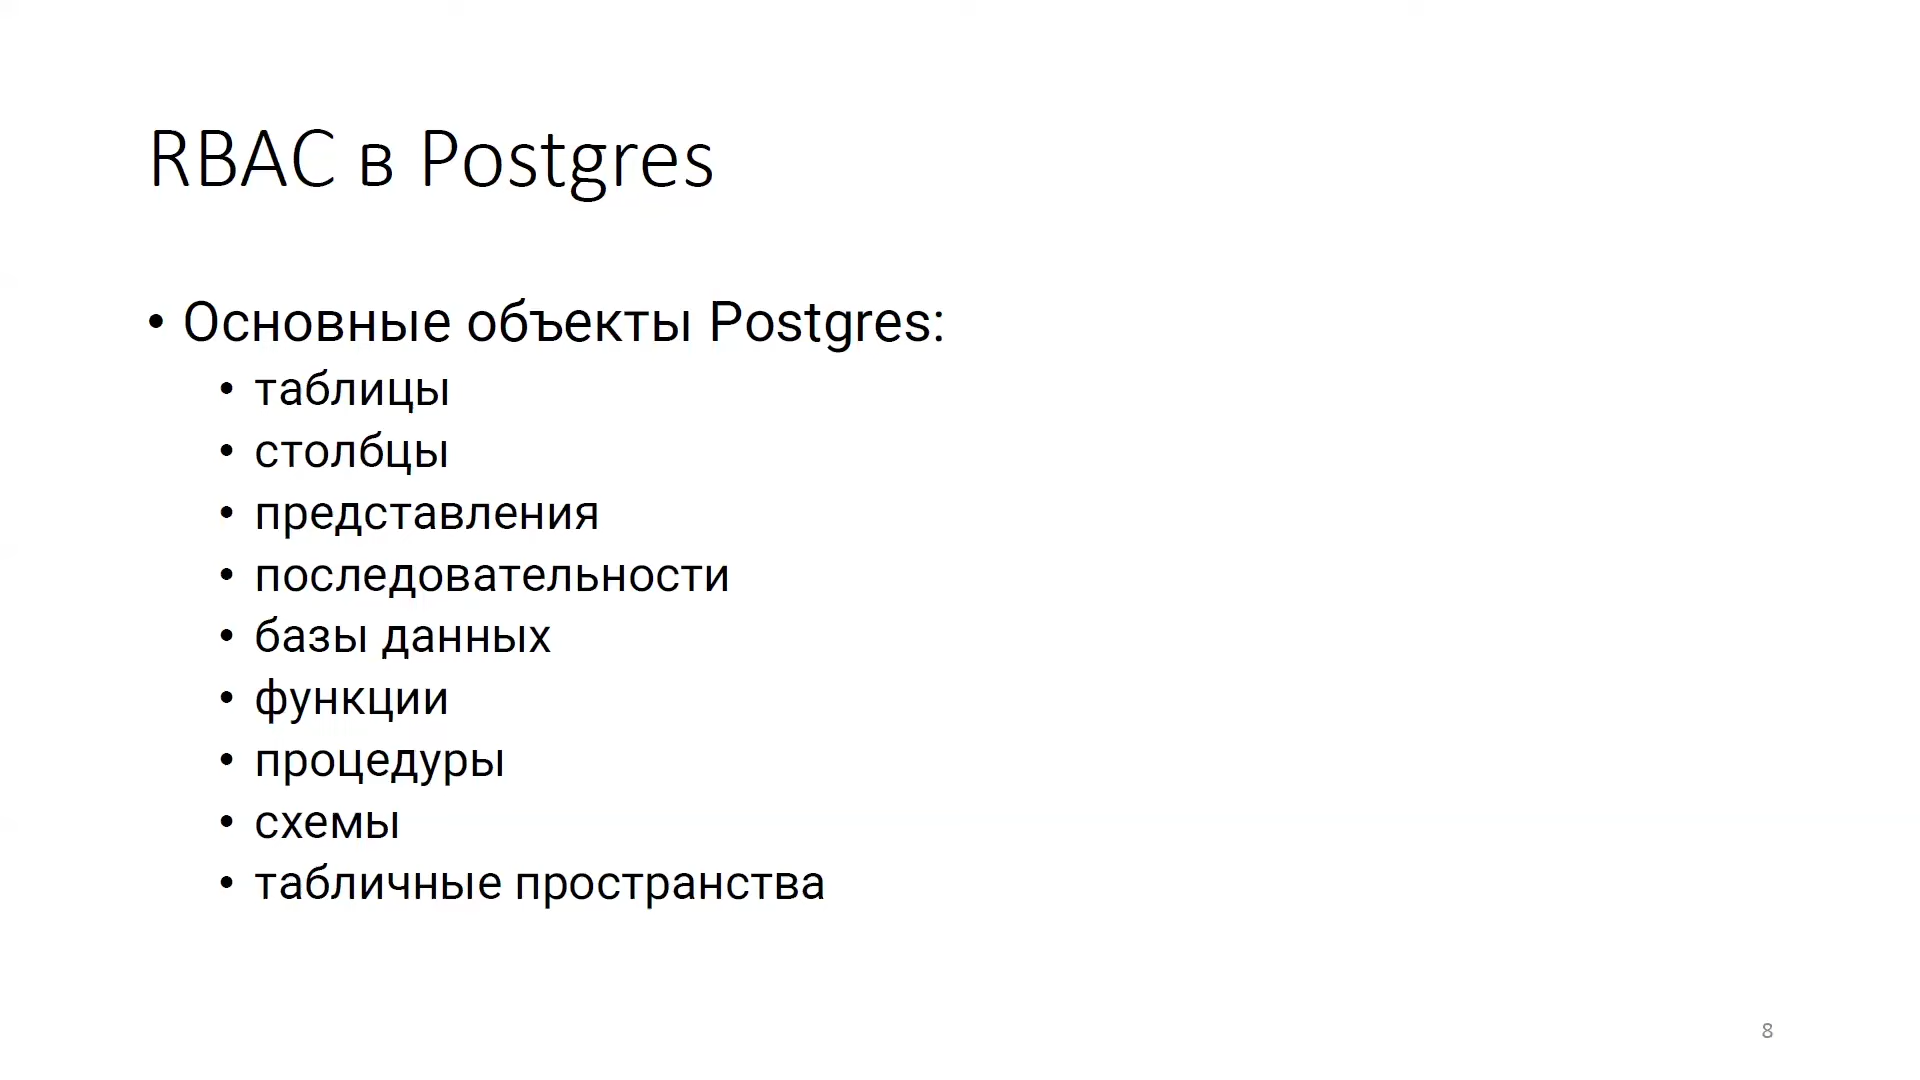 RBAC в Postgres
• Основные объекты Postgres:
• таблицы
• столбцы
• представления
• последовательности
• базы данных
• функции
• процедуры
• схемы
• табличные пространства
8